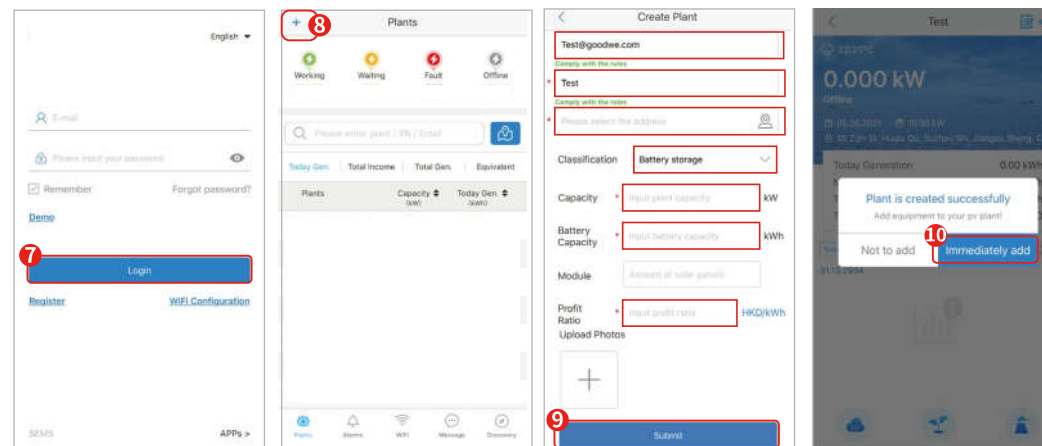 English
E-mail
Please input your password
Remember
Forgot password?
Demo
7
Login
Register
WiFi Configuration
SEMS
APPs >
+
8
Plants
Working
Waiting
Fault
Offline
Please enter plant / SN / Email
Today Gen.
Total Income
Total Gen.
Equivalent
Plants
Capacity
(kW)
Today Gen.
(kWh)
Plants
Alarms
WiFi
Message
Discovery
Create Plant
Test@goodwe.com
Comply with the rules
* Test
Comply with the rules
* Please select the address
Classification
Battery storage
Capacity * Input plant capacity kW
Battery
Capacity
* Input battery capacity kWh
Module
Amount of solar panels
Profit
Ratio
* Input profit ratio HKD/kWh
Upload Photos
+
9
Submit
Test
0.000 kW
Offline
Today Generation 0.00 kWh
Plant is created successfully
Add equipment to your pv plant!
10
Not to add
Immediately add